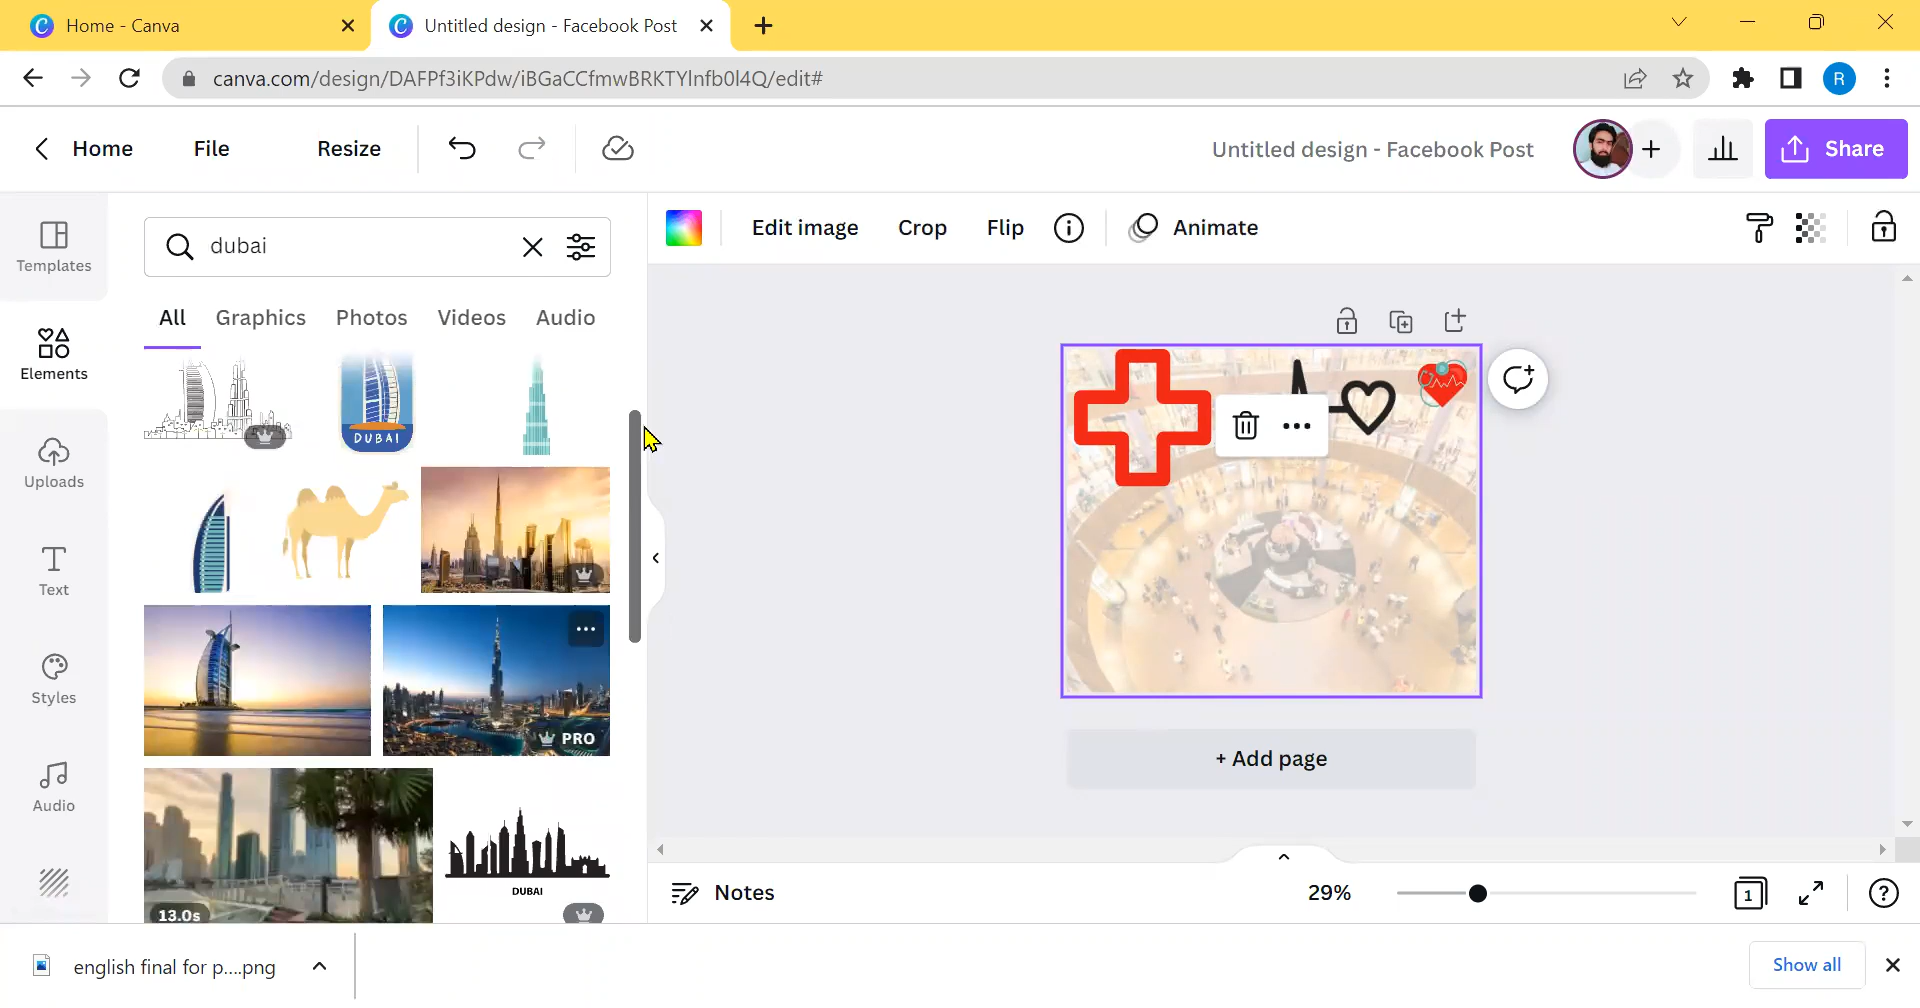 Home - Canva
Untitled design - Facebook Post
canva.com/design/DAFPf3iKPdw/iBGaCCfmwBRKTYlnfb0l4Q/edit#
R
Home
File
Resize
Untitled design - Facebook Post
Share
Templates
Elements
Uploads
Text
Styles
Audio
dubai
All
Graphics
Photos
Videos
Audio
DUBAI
PRO
13.0s
DUBAI
Edit image
Crop
Flip
Animate
+ Add page
Notes
29%
1
english final for p....png
Show all